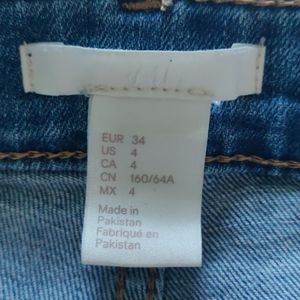 EUR 34
US 4
CA 4
CN 160/64A
MX 4
Made in
Pakistan
Fabriqué en
Pakistan